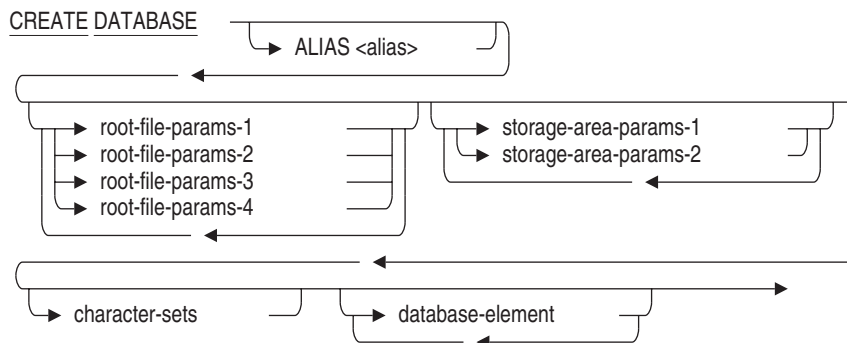 CREATE DATABASE
ALIAS <alias>
root-file-params-1
root-file-params-2
root-file-params-3
root-file-params-4
storage-area-params-1
storage-area-params-2
character-sets
database-element